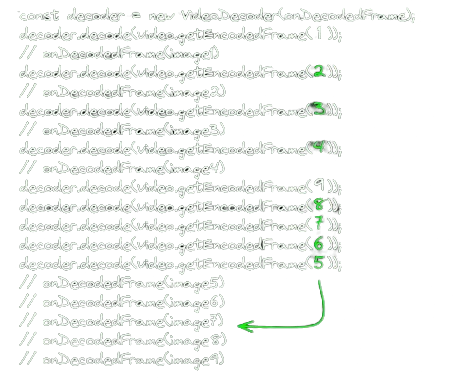 const decoder = new VideoDecoder(onDecodedFrame);
decoder.decode(video.getEncodedFrame(1));
// onDecodedFrame(image1)
decoder.decode(video.getEncodedFrame(2));
// onDecodedFrame(image2)
decoder.decode(video.getEncodedFrame(3));
// onDecodedFrame(image3)
decoder.decode(video.getEncodedFrame(4));
// onDecodedFrame(image4)
decoder.decode(video.getEncodedFrame(9));
decoder.decode(video.getEncodedFrame(8));
decoder.decode(video.getEncodedFrame(7));
decoder.decode(video.getEncodedFrame(6));
decoder.decode(video.getEncodedFrame(5));
// onDecodedFrame(image5)
// onDecodedFrame(image6)
// onDecodedFrame(image7)
// onDecodedFrame(image8)
// onDecodedFrame(image9)